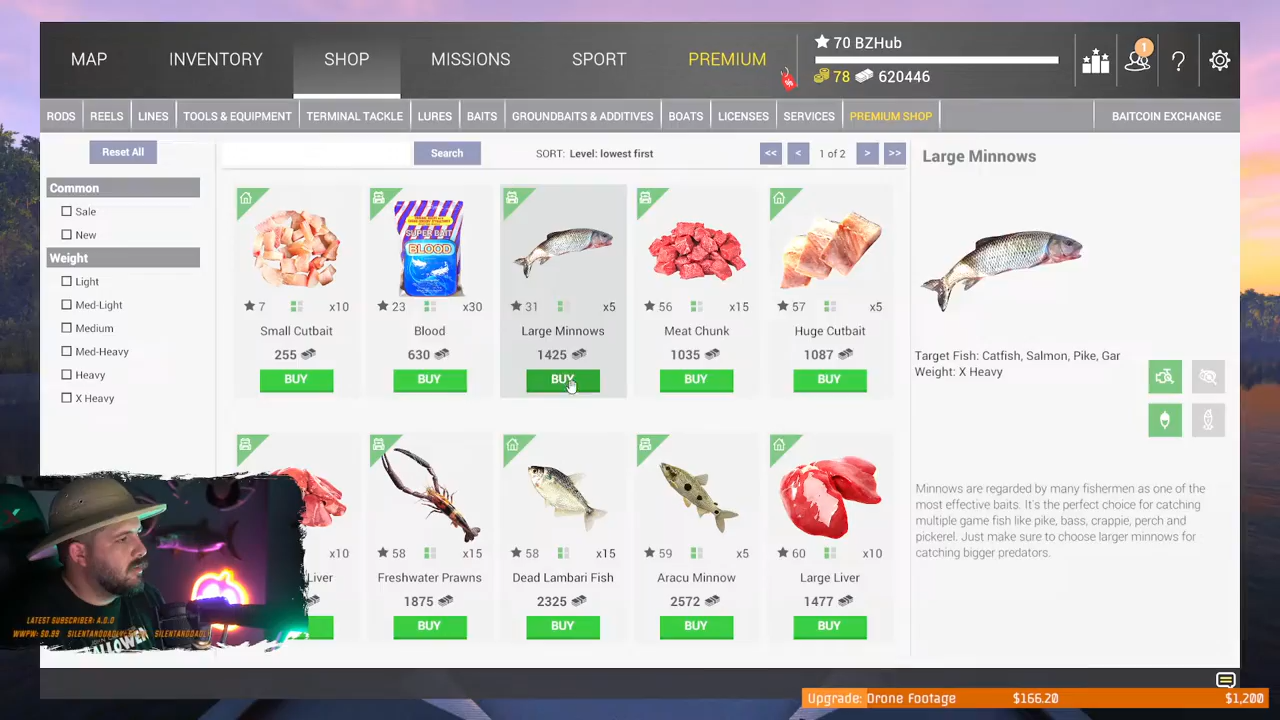 MAP INVENTORY SHOP MISSIONS SPORT PREMIUM
70 BZHub
78 620446
1
?
RODS REELS LINES TOOLS & EQUIPMENT TERMINAL TACKLE LURES BAITS GROUNDBAITS & ADDITIVES BOATS LICENSES SERVICES PREMIUM SHOP BAITCOIN EXCHANGE
Reset All
Search
SORT: Level: lowest first
<< < 1 of 2 > >>
Common
Sale
New
Weight
Light
Med-Light
Medium
Med-Heavy
Heavy
X Heavy
SUPER BAIT
BLOOD
7 x10 23 x30 31 x5 56 x15 57 x5
Small Cutbait Blood Large Minnows Meat Chunk Huge Cutbait
255 630 1425 1035 1087
BUY BUY BUY BUY BUY
x10 58 x15 58 x15 59 x5 60 x10
Liver Freshwater Prawns Dead Lambari Fish Aracu Minnow Large Liver
1875 2325 2572 1477
BUY BUY BUY BUY
Large Minnows
Target Fish: Catfish, Salmon, Pike, Gar
Weight: X Heavy
Minnows are regarded by many fishermen as one of the
most effective baits. It's the perfect choice for catching
multiple game fish like pike, bass, crappie, perch and
pickerel. Just make sure to choose larger minnows for
catching bigger predators.
LATEST SUBSCRIBER: A.O.O
Upgrade: Drone Footage $166.20 $1,200